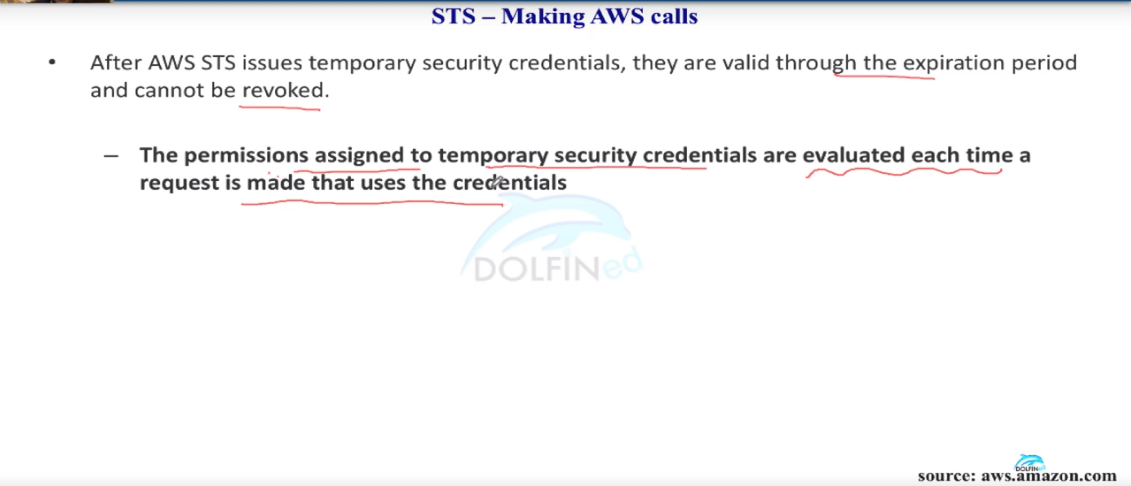 STS – Making AWS calls
• After AWS STS issues temporary security credentials, they are valid through the expiration period
and cannot be revoked.
– The permissions assigned to temporary security credentials are evaluated each time a
request is made that uses the credentials
DOLFINed
DOLFINed
source: aws.amazon.com